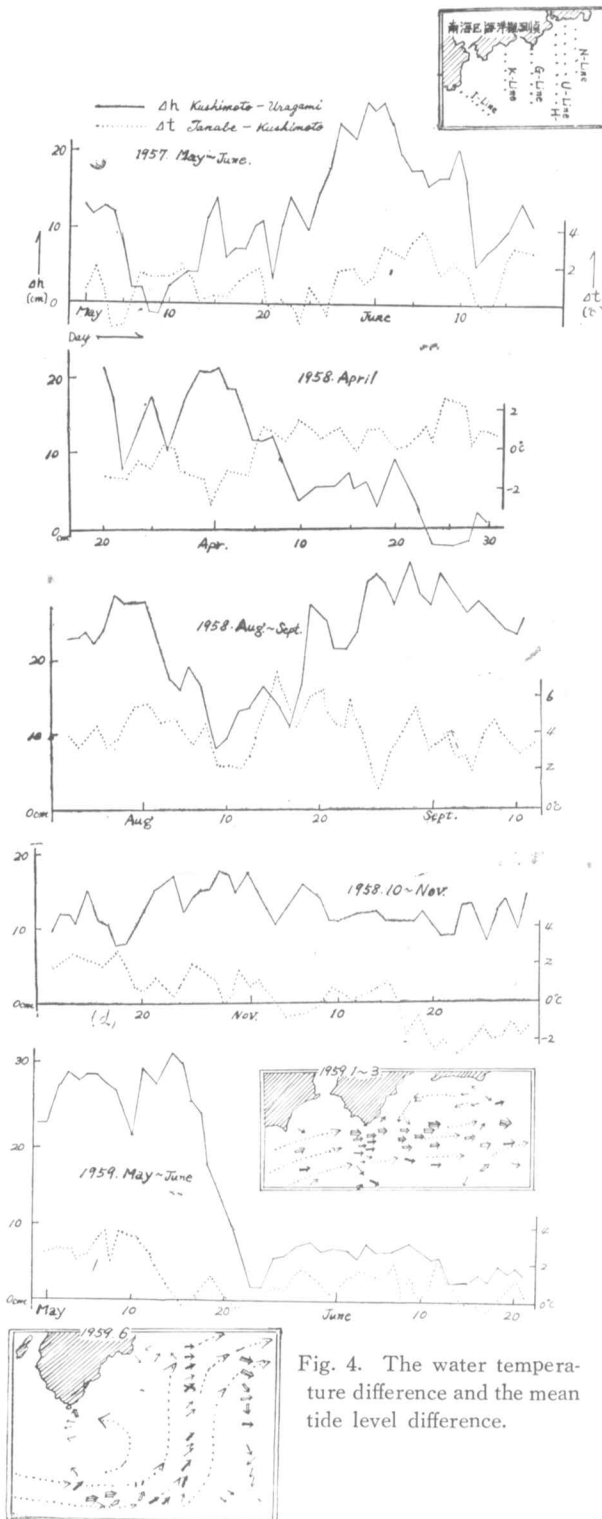 南海区海洋観測点
N-Line
U-Line
H-
G-Line
K-Line
I-Line
Δh Kushimoto-Uragami
Δt Tanabe-Kushimoto
1957. May~June.
20
10
0
Δh
(cm)
4
2
0
Δt
May 10 20 June 10
Day
1958. April
20
10
0
cm
2
0℃
-2
20 Apr. 10 20 30
1958. Aug~Sept.
20
10
0cm
6
4
2
0℃
Aug 10 20 Sept. 10
1958. 10~Nov.
20
10
0cm
4
2
0℃
-2
20 Nov. 10 20
1959. 1~3
1959. May~June
30
20
10
0cm
4
2
0℃
May 10 20 June 10 20
1959. 6
Fig. 4. The water tempera-
ture difference and the mean
tide level difference.